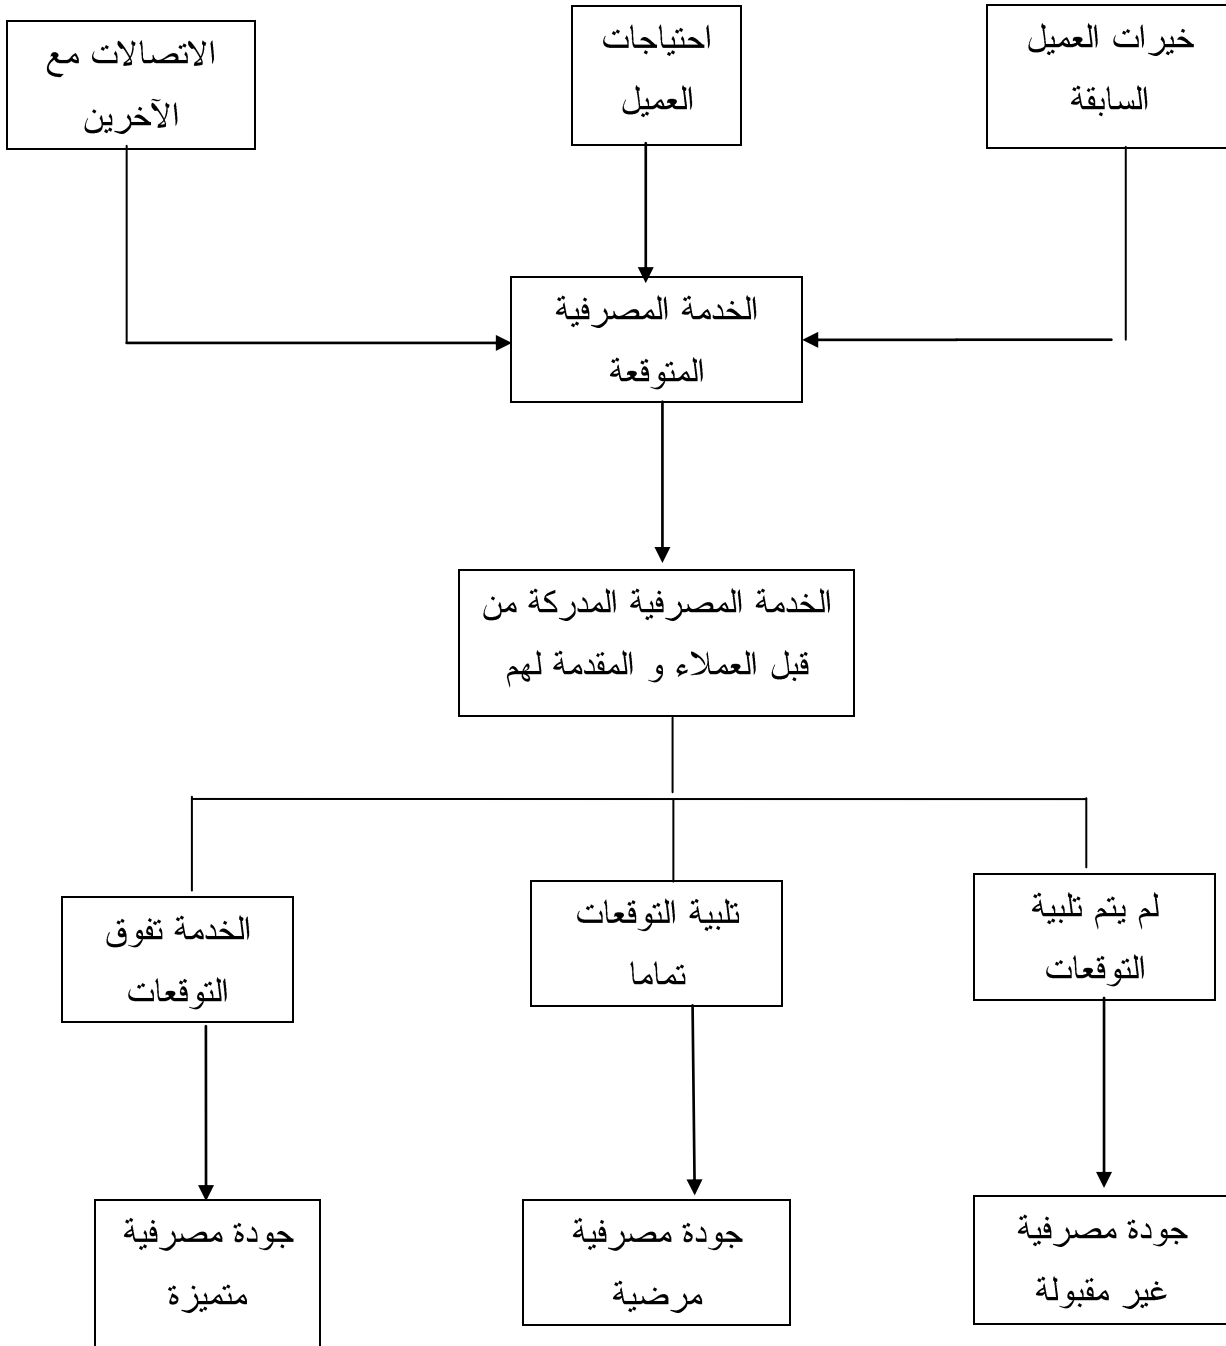 خيرات العميل
السابقة
احتياجات
العميل
الاتصالات مع
الآخرين
الخدمة المصرفية
المتوقعة
الخدمة المصرفية المدركة من
قبل العملاء و المقدمة لهم
لم يتم تلبية
التوقعات
تلبية التوقعات
تماما
الخدمة تفوق
التوقعات
جودة مصرفية
غير مقبولة
جودة مصرفية
مرضية
جودة مصرفية
متميزة